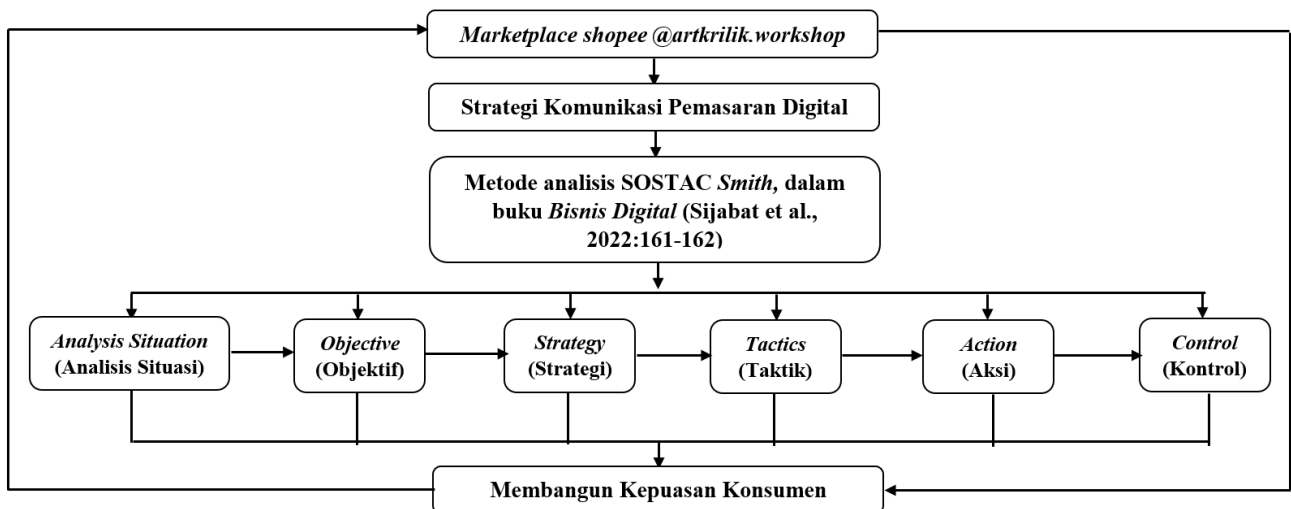 Marketplace shopee @artkrilik.workshop
Strategi Komunikasi Pemasaran Digital
Metode analisis SOSTAC Smith, dalam
buku Bisnis Digital (Sijabat et al.,
2022:161-162)
Analysis Situation
(Analisis Situasi)
Objective
(Objektif)
Strategy
(Strategi)
Tactics
(Taktik)
Action
(Aksi)
Control
(Kontrol)
Membangun Kepuasan Konsumen